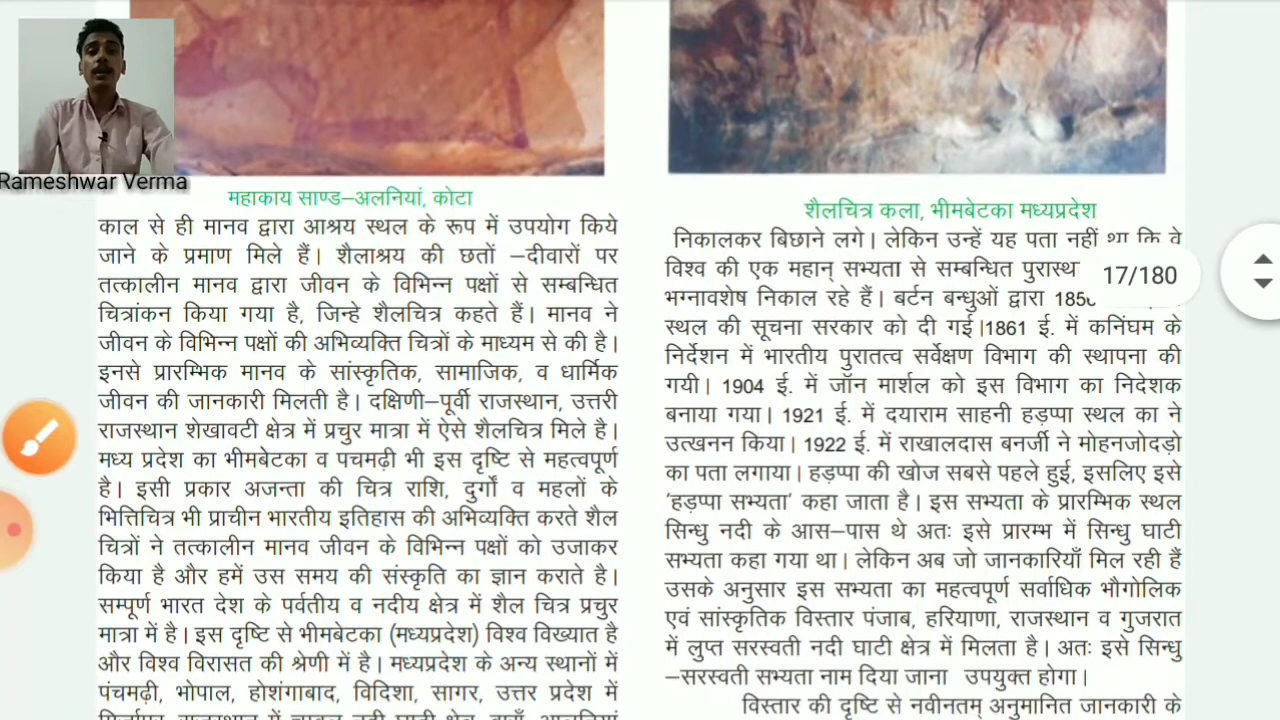 Rameshwar Verma
महाकाय साण्ड–अलनियां, कोटा
काल से ही मानव द्वारा आश्रय स्थल के रूप में उपयोग किये
जाने के प्रमाण मिले हैं। शैलाश्रय की छतों –दीवारों पर
तत्कालीन मानव द्वारा जीवन के विभिन्न पक्षों से सम्बन्धित
चित्रांकन किया गया है, जिन्हे शैलचित्र कहते हैं। मानव ने
जीवन के विभिन्न पक्षों की अभिव्यक्ति चित्रों के माध्यम से की है।
इनसे प्रारम्भिक मानव के सांस्कृतिक, सामाजिक, व धार्मिक
जीवन की जानकारी मिलती है। दक्षिणी–पूर्वी राजस्थान, उत्तरी
राजस्थान शेखावटी क्षेत्र में प्रचुर मात्रा में ऐसे शैलचित्र मिले है।
मध्य प्रदेश का भीमबेटका व पचमढ़ी भी इस दृष्टि से महत्वपूर्ण
है। इसी प्रकार अजन्ता की चित्र राशि, दुर्गों व महलों के
भित्तिचित्र भी प्राचीन भारतीय इतिहास की अभिव्यक्ति करते शैल
चित्रों ने तत्कालीन मानव जीवन के विभिन्न पक्षों को उजाकर
किया है और हमें उस समय की संस्कृति का ज्ञान कराते है।
सम्पूर्ण भारत देश के पर्वतीय व नदीय क्षेत्र में शैल चित्र प्रचुर
मात्रा में है। इस दृष्टि से भीमबेटका (मध्यप्रदेश) विश्व विख्यात है
और विश्व विरासत की श्रेणी में है। मध्यप्रदेश के अन्य स्थानों में
पंचमढ़ी, भोपाल, होशंगाबाद, विदिशा, सागर, उत्तर प्रदेश में
शैलचित्र कला, भीमबेटका मध्यप्रदेश
निकालकर बिछाने लगे। लेकिन उन्हें यह पता नहीं था कि वे
विश्व की एक महान् सभ्यता से सम्बन्धित
17/180
भग्नावशेष निकाल रहे हैं। बर्टन बन्धुओं द्वारा
स्थल की सूचना सरकार को दी गई।1861 ई. में कनिंघम के
निर्देशन में भारतीय पुरातत्व सर्वेक्षण विभाग की स्थापना की
गयी। 1904 ई. में जॉन मार्शल को इस विभाग का निदेशक
बनाया गया। 1921 ई. में दयाराम साहनी हड़प्पा स्थल का ने
उत्खनन किया। 1922 ई. में राखालदास बनर्जी ने मोहनजोदड़ो
का पता लगाया। हड़प्पा की खोज सबसे पहले हुई, इसलिए इसे
'हड़प्पा सभ्यता' कहा जाता है। इस सभ्यता के प्रारम्भिक स्थल
सिन्धु नदी के आस–पास थे अतः इसे प्रारम्भ में सिन्धु घाटी
सभ्यता कहा गया था। लेकिन अब जो जानकारियाँ मिल रही हैं
उसके अनुसार इस सभ्यता का महत्वपूर्ण सर्वाधिक भौगोलिक
एवं सांस्कृतिक विस्तार पंजाब, हरियाणा, राजस्थान व गुजरात
में लुप्त सरस्वती नदी घाटी क्षेत्र में मिलता है। अतः इसे सिन्धु
–सरस्वती सभ्यता नाम दिया जाना उपयुक्त होगा।
विस्तार की दृष्टि से नवीनतम् अनुमानित जानकारी के